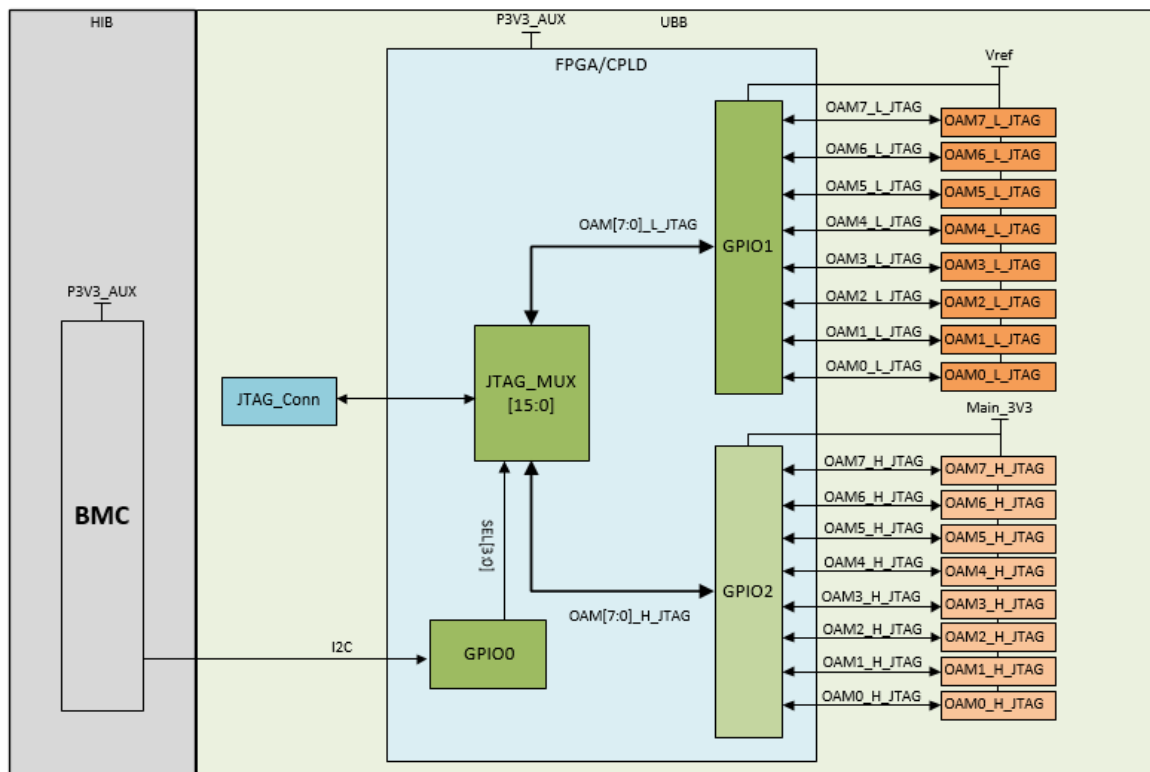 HIB
P3V3_AUX
UBB
FPGA/CPLD
Vref
OAM7_L_JTAG
OAM7_L_JTAG
OAM6_L_JTAG
OAM6_L_JTAG
OAM5_L_JTAG
OAM5_L_JTAG
OAM[7:0]_L_JTAG
GPIO1
OAM4_L_JTAG
OAM4_L_JTAG
OAM3_L_JTAG
OAM3_L_JTAG
P3V3_AUX
OAM2_L_JTAG
OAM2_L_JTAG
OAM1_L_JTAG
OAM1_L_JTAG
OAM0_L_JTAG
OAM0_L_JTAG
JTAG_Conn
JTAG_MUX
[15:0]
Main_3V3
OAM7_H_JTAG
OAM7_H_JTAG
OAM6_H_JTAG
OAM6_H_JTAG
BMC
SEL[3:0]
OAM5_H_JTAG
OAM5_H_JTAG
OAM4_H_JTAG
OAM4_H_JTAG
GPIO2
OAM3_H_JTAG
OAM3_H_JTAG
OAM[7:0]_H_JTAG
OAM2_H_JTAG
OAM2_H_JTAG
I2C
GPIO0
OAM1_H_JTAG
OAM1_H_JTAG
OAM0_H_JTAG
OAM0_H_JTAG